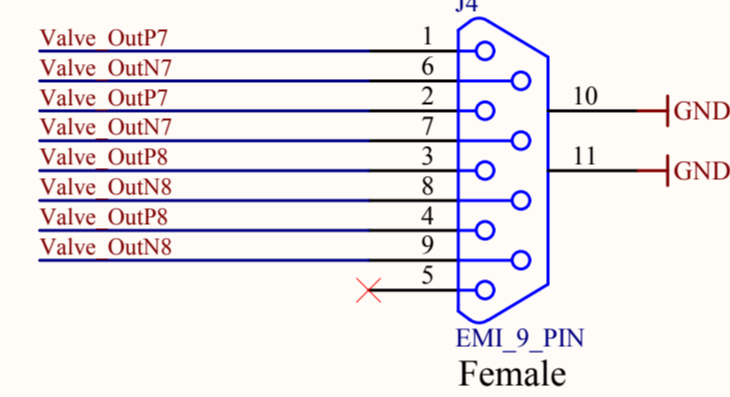 J4
Valve_OutP7 1
Valve_OutN7 6
Valve_OutP7 2 10 GND
Valve_OutN7 7
Valve_OutP8 3 11 GND
Valve_OutN8 8
Valve_OutP8 4
Valve_OutN8 9
5
EMI_9_PIN
Female